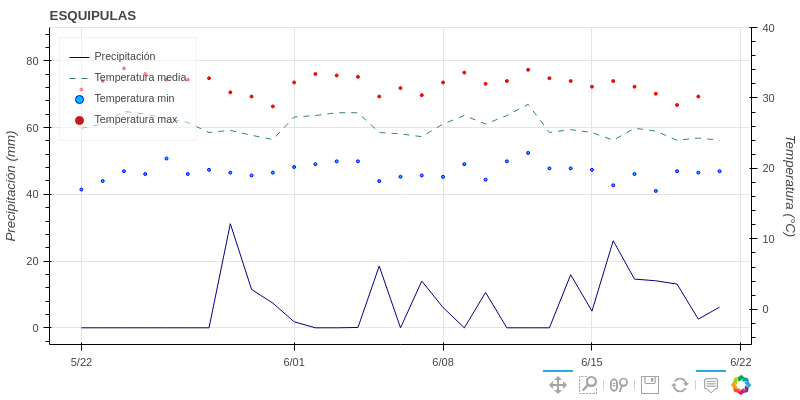 ESQUIPULAS
Precipitación
Temperatura media
Temperatura min
Temperatura max
Precipitación (mm)
80
60
40
20
0
40
30
20
10
0
Temperatura (°C)
5/22
6/01
6/08
6/15
6/22